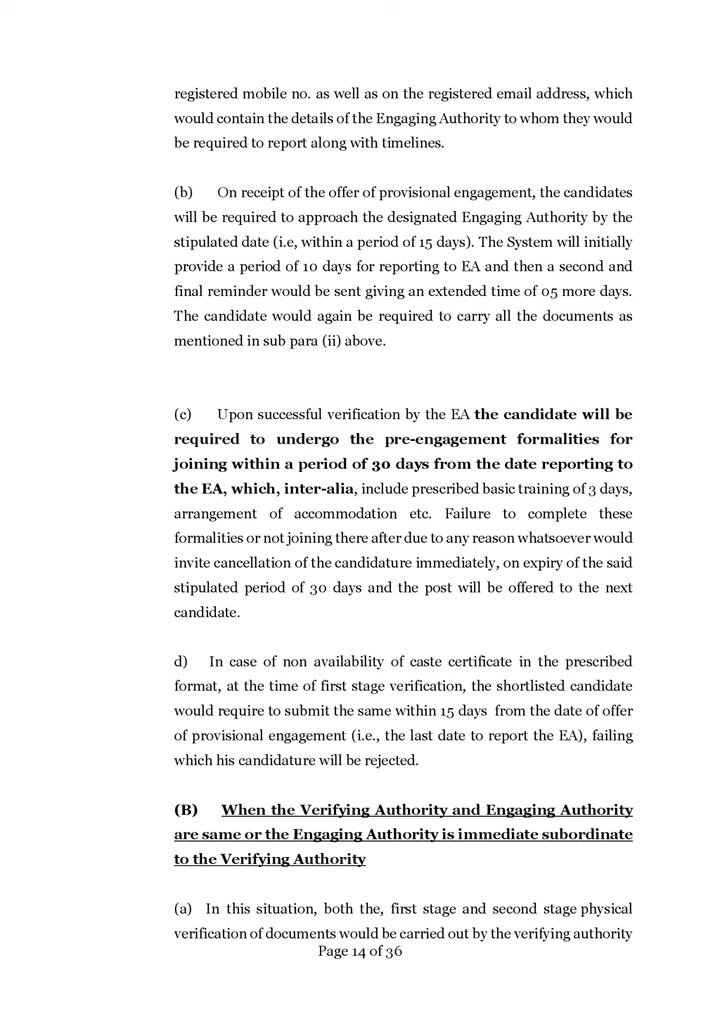 registered mobile no. as well as on the registered email address, which
would contain the details of the Engaging Authority to whom they would
be required to report along with timelines.
(b) On receipt of the offer of provisional engagement, the candidates
will be required to approach the designated Engaging Authority by the
stipulated date (i.e, within a period of 15 days). The System will initially
provide a period of 10 days for reporting to EA and then a second and
final reminder would be sent giving an extended time of 05 more days.
The candidate would again be required to carry all the documents as
mentioned in sub para (ii) above.
(c) Upon successful verification by the EA the candidate will be
required to undergo the pre-engagement formalities for
joining within a period of 30 days from the date reporting to
the EA, which, inter-alia, include prescribed basic training of 3 days,
arrangement of accommodation etc. Failure to complete these
formalities or not joining there after due to any reason whatsoever would
invite cancellation of the candidature immediately, on expiry of the said
stipulated period of 30 days and the post will be offered to the next
candidate.
d) In case of non availability of caste certificate in the prescribed
format, at the time of first stage verification, the shortlisted candidate
would require to submit the same within 15 days from the date of offer
of provisional engagement (i.e., the last date to report the EA), failing
which his candidature will be rejected.
(B) When the Verifying Authority and Engaging Authority
are same or the Engaging Authority is immediate subordinate
to the Verifying Authority
(a) In this situation, both the, first stage and second stage physical
verification of documents would be carried out by the verifying authority
Page 14 of 36